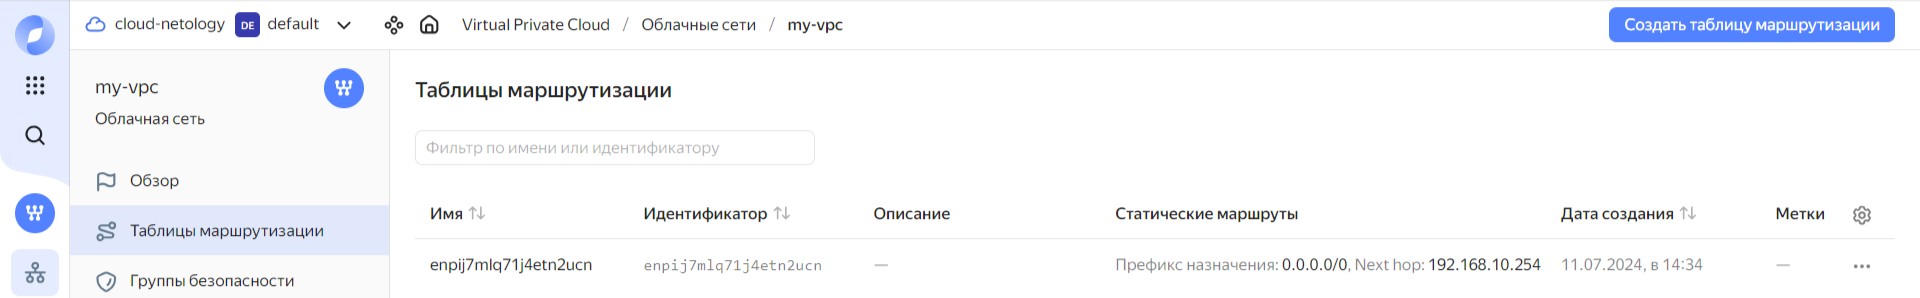 cloud-netology DE default Virtual Private Cloud / Облачные сети / my-vpc Создать таблицу маршрутизации
my-vpc
Облачная сеть
Обзор
Таблицы маршрутизации
Группы безопасности
Таблицы маршрутизации
Фильтр по имени или идентификатору
Имя Идентификатор Описание Статические маршруты Дата создания Метки
enpij7mlq71j4etn2ucn enpij7mlq71j4etn2ucn — Префикс назначения: 0.0.0.0/0, Next hop: 192.168.10.254 11.07.2024, в 14:34 —